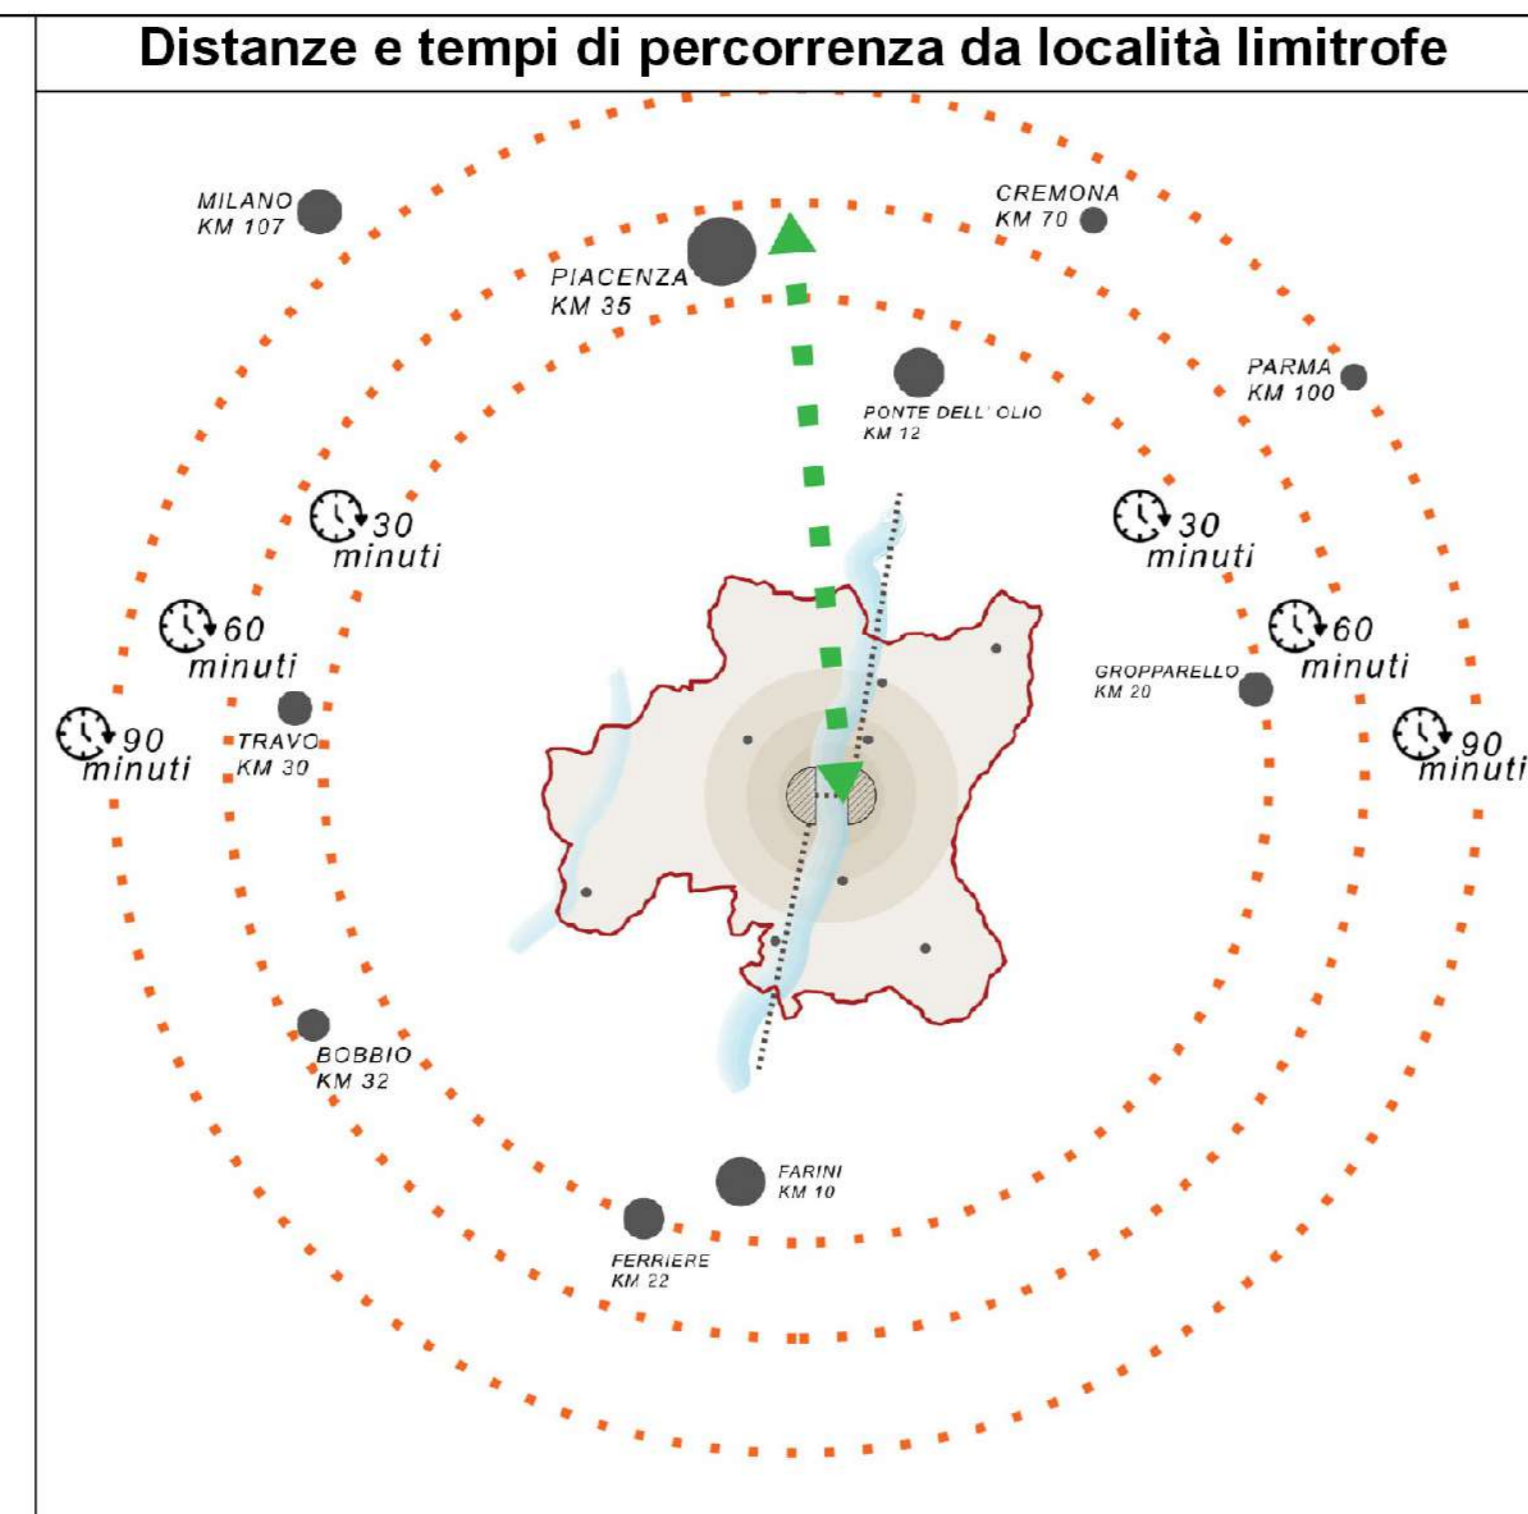 Distanze e tempi di percorrenza da località limitrofe
MILANO
KM 107
CREMONA
KM 70
PIACENZA
KM 35
PARMA
KM 100
PONTE DELL' OLIO
KM 12
30
minuti
30
minuti
60
minuti
60
minuti
GROPPARELLO
KM 20
90
minuti
TRAVO
KM 30
90
minuti
BOBBIO
KM 32
FARINI
KM 10
FERRIERE
KM 22